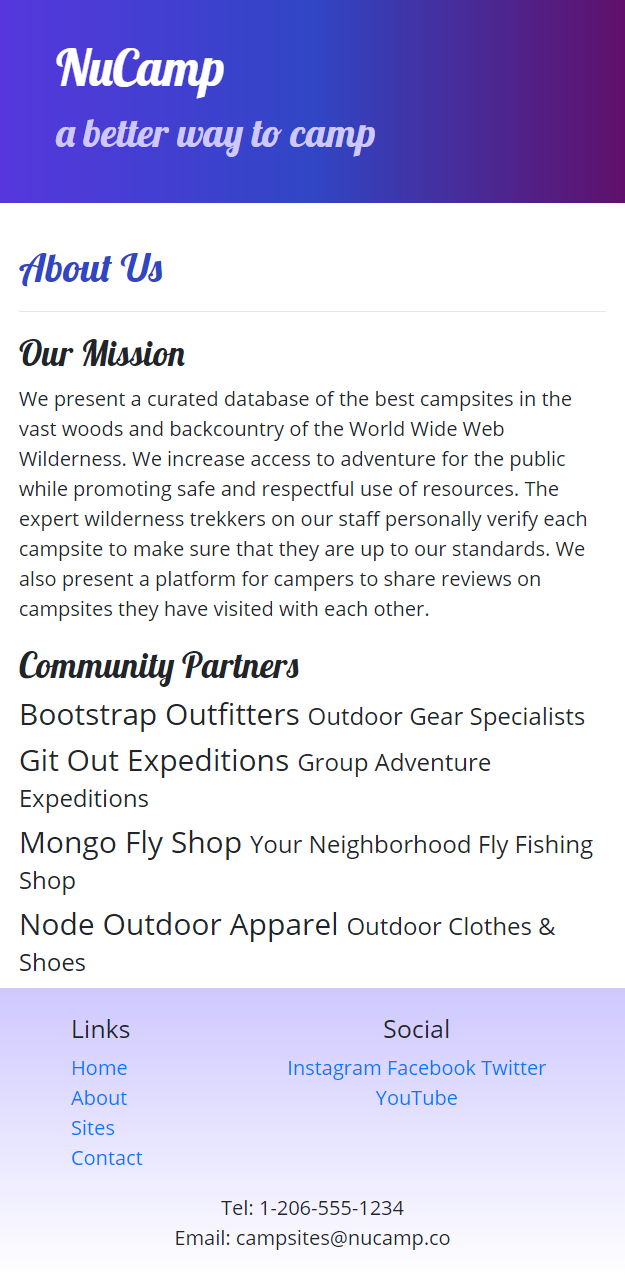 NuCamp
a better way to camp
About Us
Our Mission
We present a curated database of the best campsites in the
vast woods and backcountry of the World Wide Web
Wilderness. We increase access to adventure for the public
while promoting safe and respectful use of resources. The
expert wilderness trekkers on our staff personally verify each
campsite to make sure that they are up to our standards. We
also present a platform for campers to share reviews on
campsites they have visited with each other.
Community Partners
Bootstrap Outfitters Outdoor Gear Specialists
Git Out Expeditions Group Adventure
Expeditions
Mongo Fly Shop Your Neighborhood Fly Fishing
Shop
Node Outdoor Apparel Outdoor Clothes &
Shoes
Links
Home
About
Sites
Contact
Social
Instagram Facebook Twitter
YouTube
Tel: 1-206-555-1234
Email: campsites@nucamp.co